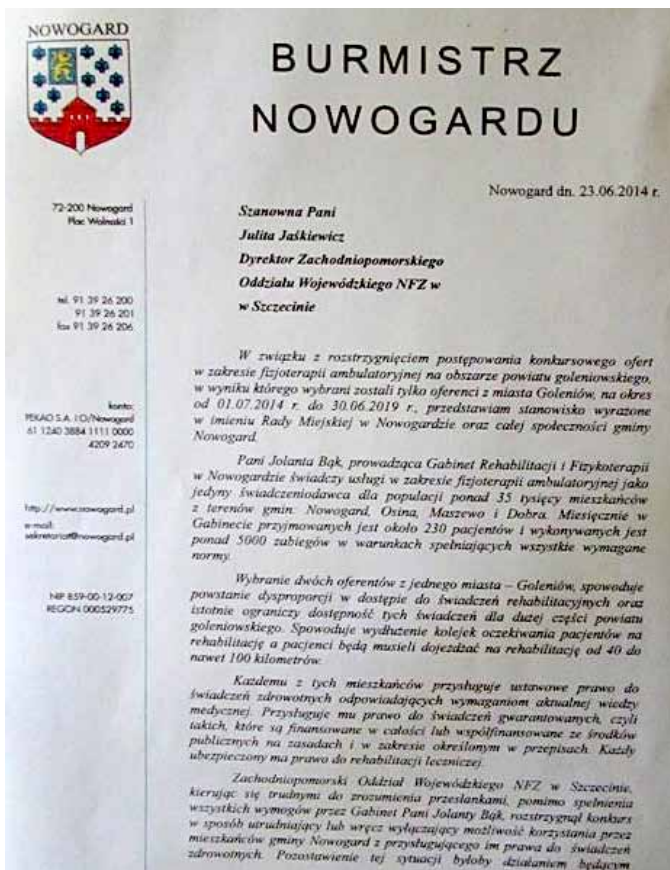 NOWOGARD
BURMISTRZ
NOWOGARDU
Nowogard dn. 23.06.2014 r.
72-200 Nowogard
Plac Wolności 1
tel. 91 39 26 200
91 39 26 201
fax 91 39 26 206
konto:
PEKAO S.A. I O/Nowogard
61 1240 3884 1111 0000
4209 2470
http://www.nowogard.pl
e-mail:
sekretariat@nowogard.pl
NIP 859-00-12-007
REGON 000529775
Szanowna Pani
Julita Jaśkiewicz
Dyrektor Zachodniopomorskiego
Oddziału Wojewódzkiego NFZ w
w Szczecinie
W związku z rozstrzygnięciem postępowania konkursowego ofert
w zakresie fizjoterapii ambulatoryjnej na obszarze powiatu goleniowskiego,
w wyniku którego wybrani zostali tylko oferenci z miasta Goleniów, na okres
od 01.07.2014 r. do 30.06.2019 r., przedstawiam stanowisko wyrażone
w imieniu Rady Miejskiej w Nowogardzie oraz całej społeczności gminy
Nowogard.
Pani Jolanta Bąk, prowadząca Gabinet Rehabilitacji i Fizykoterapii
w Nowogardzie świadczy usługi w zakresie fizjoterapii ambulatoryjnej jako
jedyny świadczeniodawca dla populacji ponad 35 tysięcy mieszkańców
z terenów gmin: Nowogard, Osina, Maszewo i Dobra. Miesięcznie w
Gabinecie przyjmowanych jest około 230 pacjentów i wykonywanych jest
ponad 5000 zabiegów w warunkach spełniających wszystkie wymagane
normy.
Wybranie dwóch oferentów z jednego miasta – Goleniów, spowoduje
powstanie dysproporcji w dostępie do świadczeń rehabilitacyjnych oraz
istotnie ograniczy dostępność tych świadczeń dla dużej części powiatu
goleniowskiego. Spowoduje wydłużenie kolejek oczekiwania pacjentów na
rehabilitację a pacjenci będą musieli dojeżdżać na rehabilitację od 40 do
nawet 100 kilometrów.
Każdemu z tych mieszkańców przysługuje ustawowe prawo do
świadczeń zdrowotnych odpowiadających wymaganiom aktualnej wiedzy
medycznej. Przysługuje mu prawo do świadczeń gwarantowanych, czyli
takich, które są finansowane w całości lub współfinansowane ze środków
publicznych na zasadach i w zakresie określonym w przepisach. Każdy
ubezpieczony ma prawo do rehabilitacji leczniczej.
Zachodniopomorski Oddział Wojewódzkiego NFZ w Szczecinie,
kierując się trudnymi do zrozumienia przesłankami, pomimo spełnienia
wszystkich wymogów przez Gabinet Pani Jolanty Bąk, rozstrzygnął konkurs
w sposób utrudniający lub wręcz wyłączający możliwość korzystania przez
mieszkańców gminy Nowogard z przysługującego im prawa do świadczeń
zdrowotnych. Pozostawienie tej sytuacji byłoby działaniem będącym